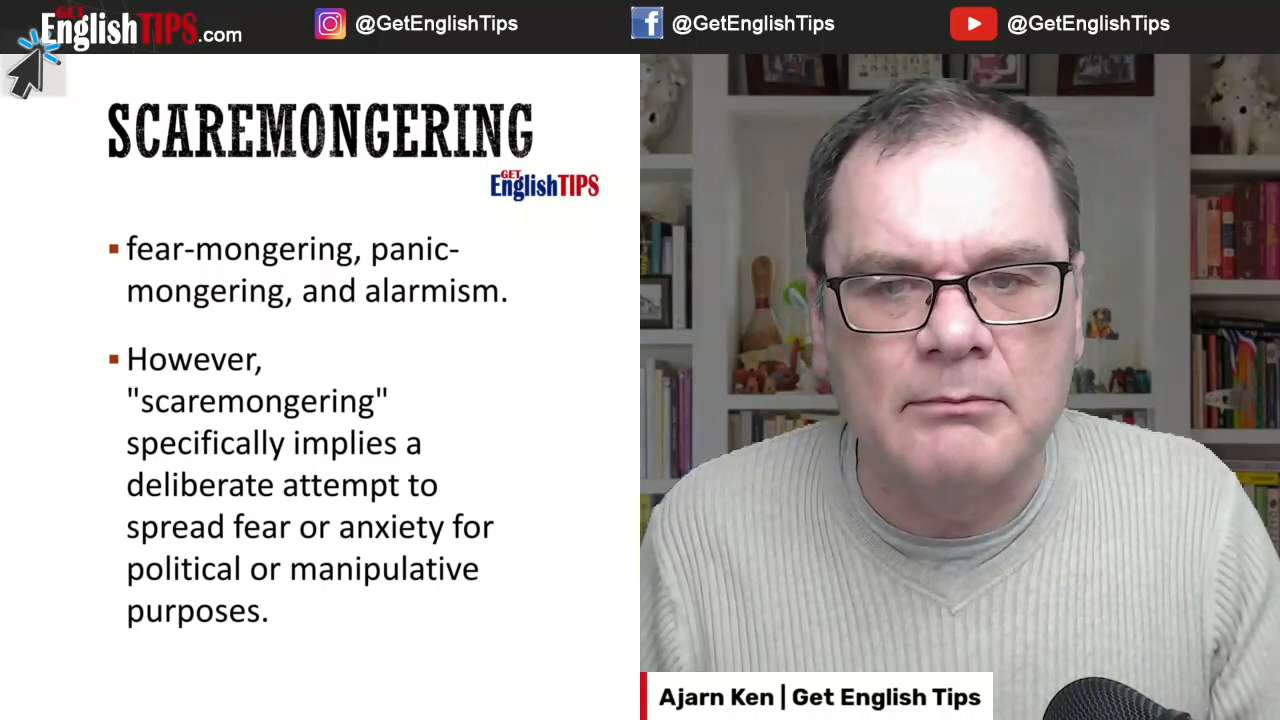 GET
EnglishTIPS.com
@GetEnglishTips
@GetEnglishTips
@GetEnglishTips
SCAREMONGERING
GET
EnglishTIPS
fear-mongering, panic-
mongering, and alarmism.
However,
"scaremongering"
specifically implies a
deliberate attempt to
spread fear or anxiety for
political or manipulative
purposes.
Ajarn Ken | Get English Tips